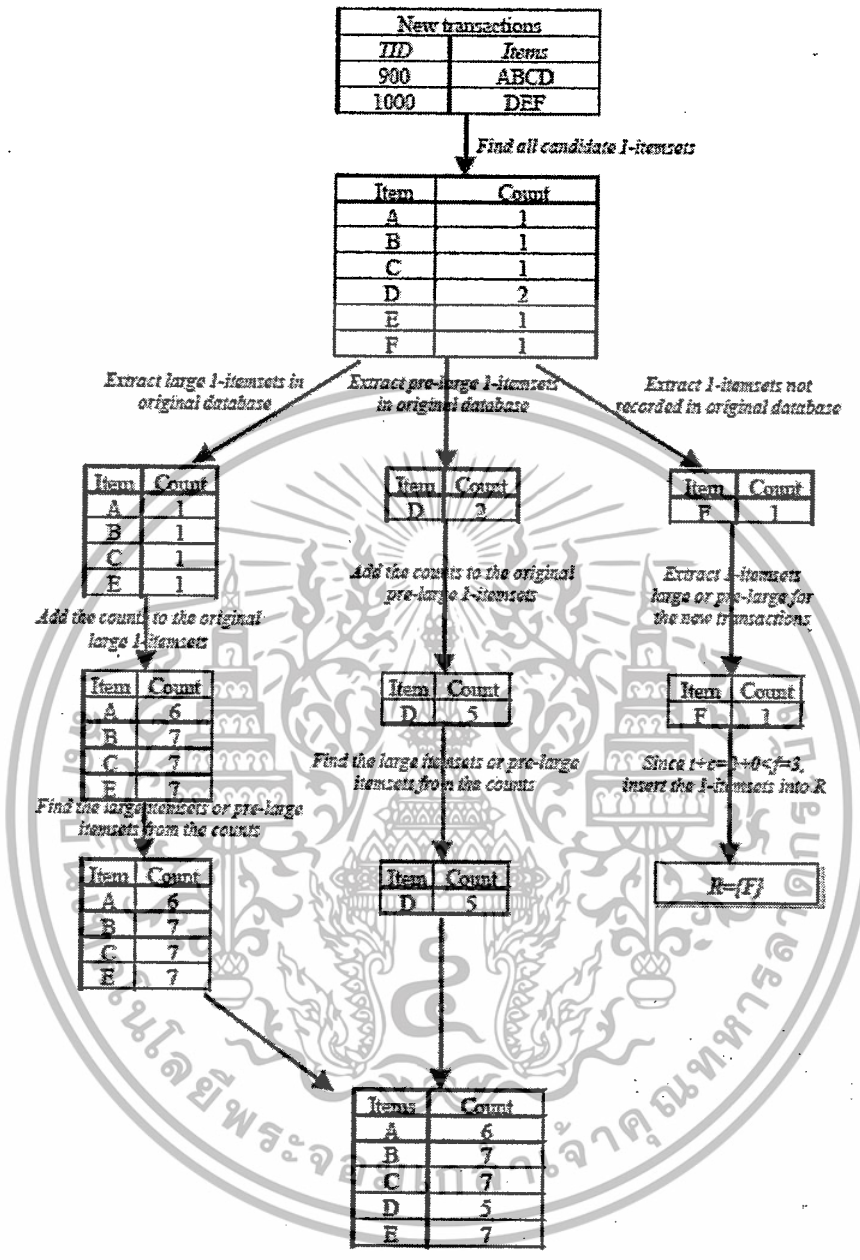 New transactions
TID Items
900 ABCD
1000 DEF
Find all candidate 1-itemsets
Item Count
A 1
B 1
C 1
D 2
E 1
F 1
Extract large 1-itemsets in
original database
Extract pre-large 1-itemsets
in original database
Extract 1-itemsets not
recorded in original database
Item Count
A 1
B 1
C 1
E 1
Item Count
D 2
Item Count
F 1
Add the counts to the original
large 1-itemsets
Add the counts to the original
pre-large 1-itemsets
Extract 1-itemsets
large or pre-large for
the new transactions
Item Count
A 6
B 7
C 7
E 7
Item Count
D 5
Item Count
F 1
Find the large itemsets or pre-large
itemsets from the counts
Find the large itemsets or pre-large
itemsets from the counts
Since t+c= +0<f=3,
insert the 1-itemsets into R
Item Count
A 6
B 7
C 7
E 7
Item Count
D 5
R={F}
Items Count
A 6
B 7
C 7
D 5
E 7